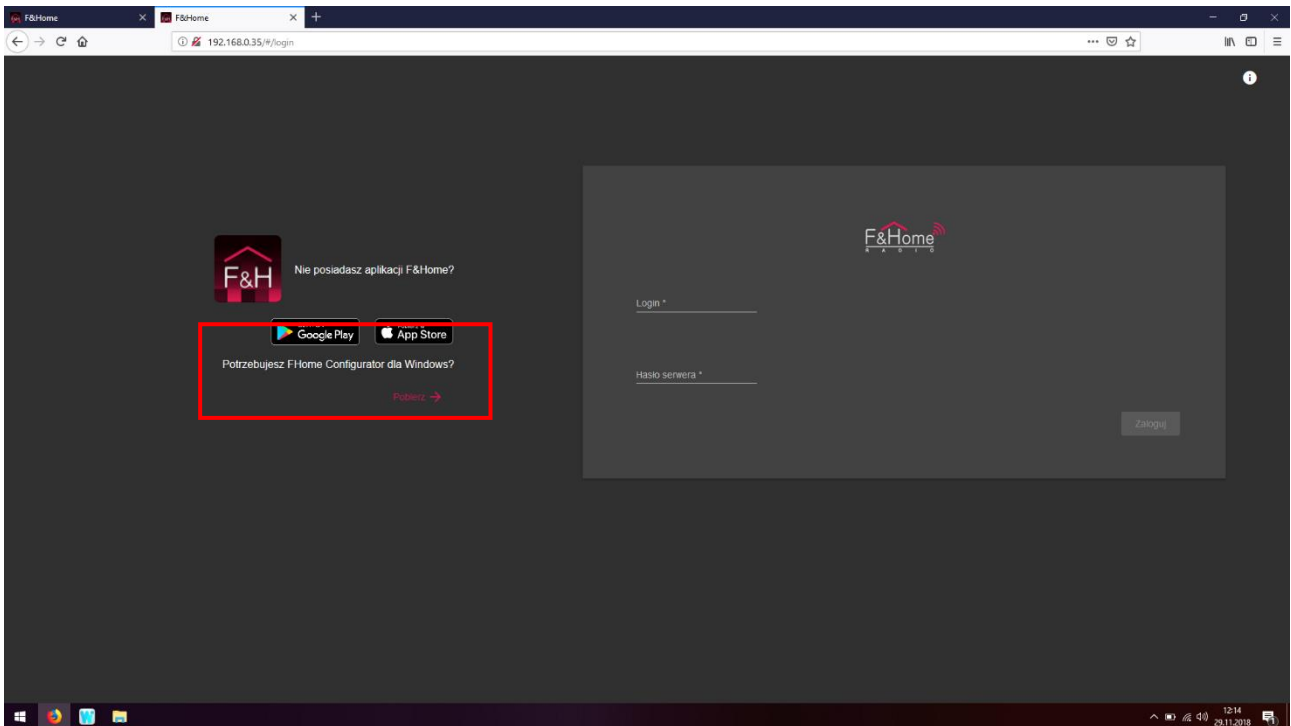 F&Home
F&Home
192.168.0.35/#/login
F&H
Nie posiadasz aplikacji F&Home?
Google Play
App Store
Potrzebujesz FHome Configurator dla Windows?
Pobierz →
F&Home
RADIO
Login *
Hasło serwera *
Zaloguj
12:14
29.11.2018